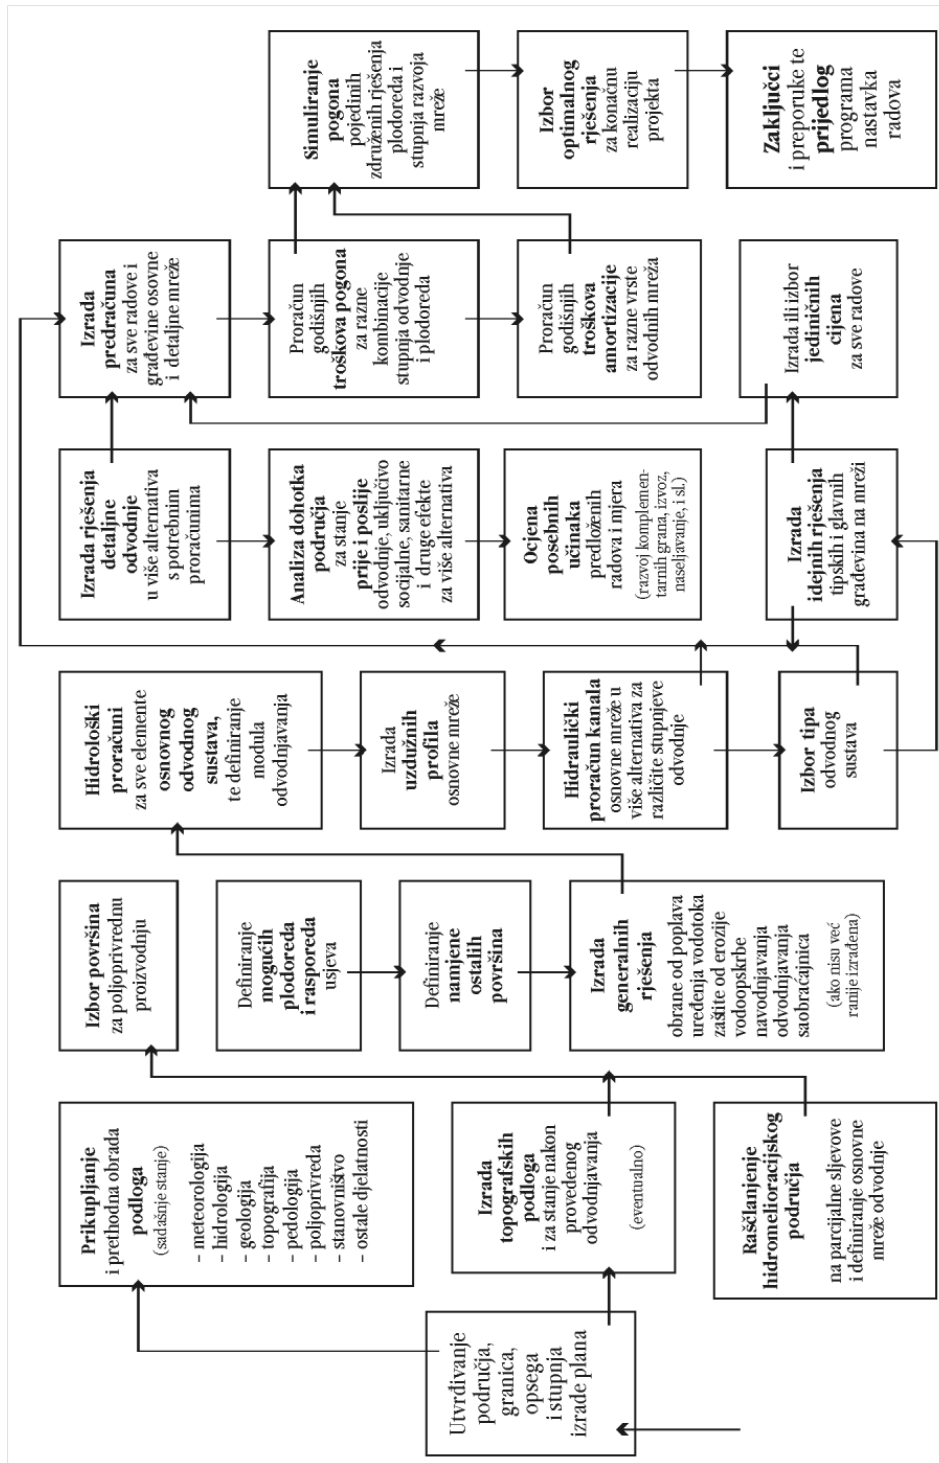 Utvrđivanje
područja,
granica,
opsega
i stupnja
izrade plana
Prikupljanje
i prethodna obrada
podloga
(sadašnje stanje)
– meteorologija
– hidrologija
– geologija
– topografija
– pedologija
– poljoprivreda
– stanovništvo
– ostale djelatnosti
Izrada
topografskih
podloga
i za stanje nakon
provedenog
odvodnjavanja
(eventualno)
Raščlanjenje
hidromelioracijskog
područja
na parcijalne sljevove
i definiranje osnovne
mreže odvodnje
Izbor površina
za poljoprivrednu
proizvodnju
Definiranje
mogućih
plodoreda
i rasporeda
usjeva
Definiranje
namjene
ostalih
površina
Izrada
generalnih
rješenja
obrane od poplava
uređenja vodotoka
zaštite od erozije
vodoopskrbe
navodnjavanja
odvodnjavanja
saobraćajnica
(ako nisu već
ranije izrađena)
Hidrološki
proračuni
za sve elemente
osnovnog
odvodnog
sustava,
te definiranje
modula
odvodnjavanja
Izrada
uzdužnih
profila
osnovne mreže
Hidraulički
proračun kanala
osnovne mreže u
više alternativa za
različite stupnjeve
odvodnje
Izbor tipa
odvodnog
sustava
Izrada rješenja
detaljne
odvodnje
u više alternativa
s potrebnim
proračunima
Analiza dohotka
područja
za stanje
prije i poslije
odvodnje, uključivo
socijalne, sanitarne
i druge efekte
za više alternativa
Ocjena
posebnih
učinaka
predloženih
radova i mjera
(razvoj komplemen-
tarnih grana, izvoz,
naseljavanje, i sl.)
Izrada
idejnih rješenja
tipskih i glavnih
građevina na mreži
Izrada
predračuna
za sve radove i
građevine osovne
i detaljne mreže
Proračun
godišnjih
troškova pogona
za razne
kombinacije
stupnja odvodnje
i plodoreda
Proračun
godišnjih
troškova
amortizacije
za razne vrste
odvodnih mreža
Izrada ili izbor
jediničnih
cijena
za sve radove
Simuliranje
pogona
pojedinih
združenih rješenja
plodoreda i
stupnja razvoja
mreže
Izbor
optimalnog
rješenja
za konačnu
realizaciju
projekta
Zaključci
i preporuke te
prijedlog
programa
nastavka
radova